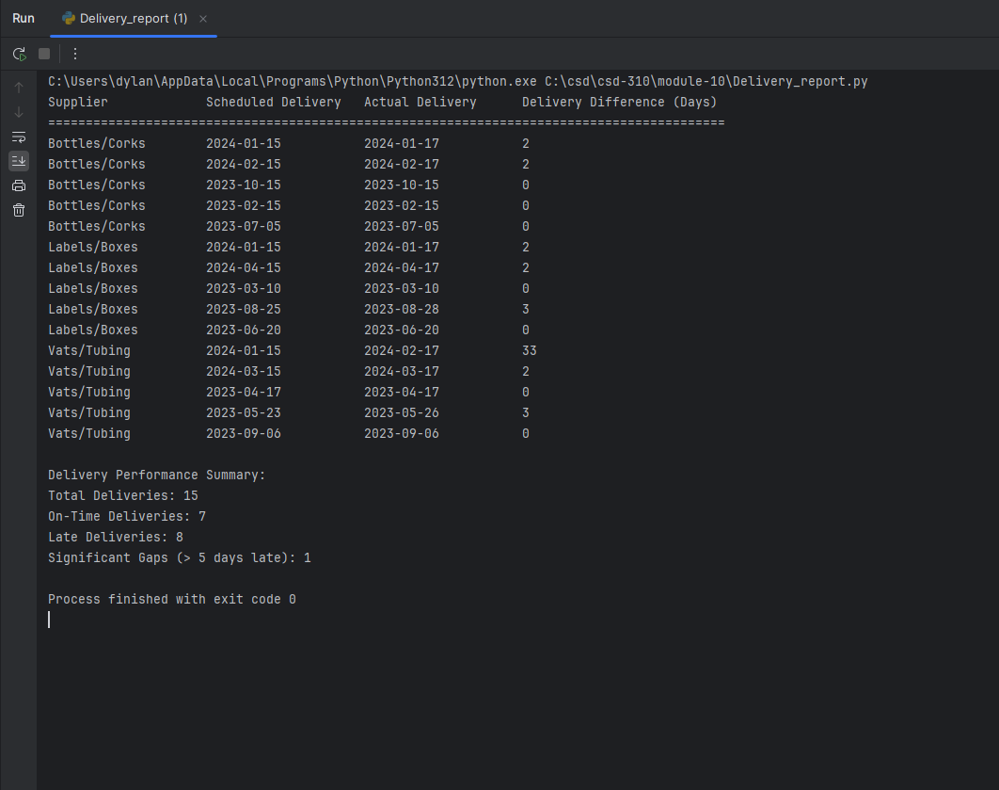 Run Delivery_report (1)
C:\Users\dylan\AppData\Local\Programs\Python\Python312\python.exe C:\csd\csd-310\module-10\Delivery_report.py
Supplier             Scheduled Delivery   Actual Delivery      Delivery Difference (Days)
==========================================================================================
Bottles/Corks        2024-01-15           2024-01-17           2
Bottles/Corks        2024-02-15           2024-02-17           2
Bottles/Corks        2023-10-15           2023-10-15           0
Bottles/Corks        2023-02-15           2023-02-15           0
Bottles/Corks        2023-07-05           2023-07-05           0
Labels/Boxes         2024-01-15           2024-01-17           2
Labels/Boxes         2024-04-15           2024-04-17           2
Labels/Boxes         2023-03-10           2023-03-10           0
Labels/Boxes         2023-08-25           2023-08-28           3
Labels/Boxes         2023-06-20           2023-06-20           0
Vats/Tubing          2024-01-15           2024-02-17           33
Vats/Tubing          2024-03-15           2024-03-17           2
Vats/Tubing          2023-04-17           2023-04-17           0
Vats/Tubing          2023-05-23           2023-05-26           3
Vats/Tubing          2023-09-06           2023-09-06           0
Delivery Performance Summary:
Total Deliveries: 15
On-Time Deliveries: 7
Late Deliveries: 8
Significant Gaps (> 5 days late): 1
Process finished with exit code 0